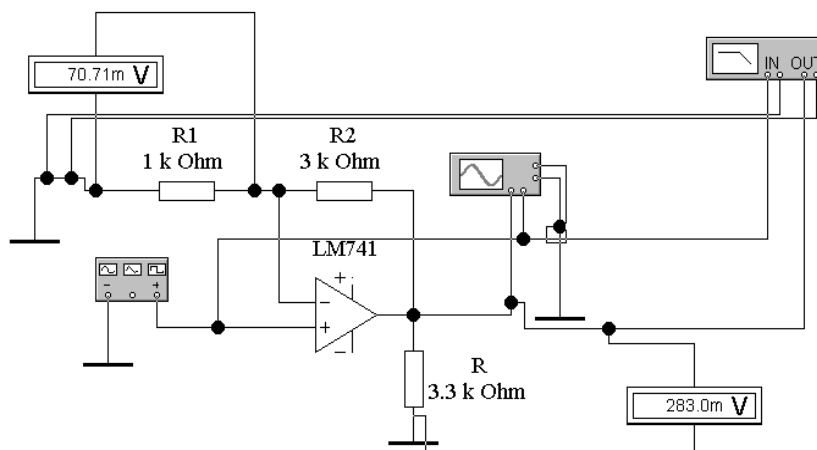 70.71m V
IN OUT
R1
1 k Ohm
R2
3 k Ohm
LM741
+
−
+
−
− +
R
3.3 k Ohm
283.0m V